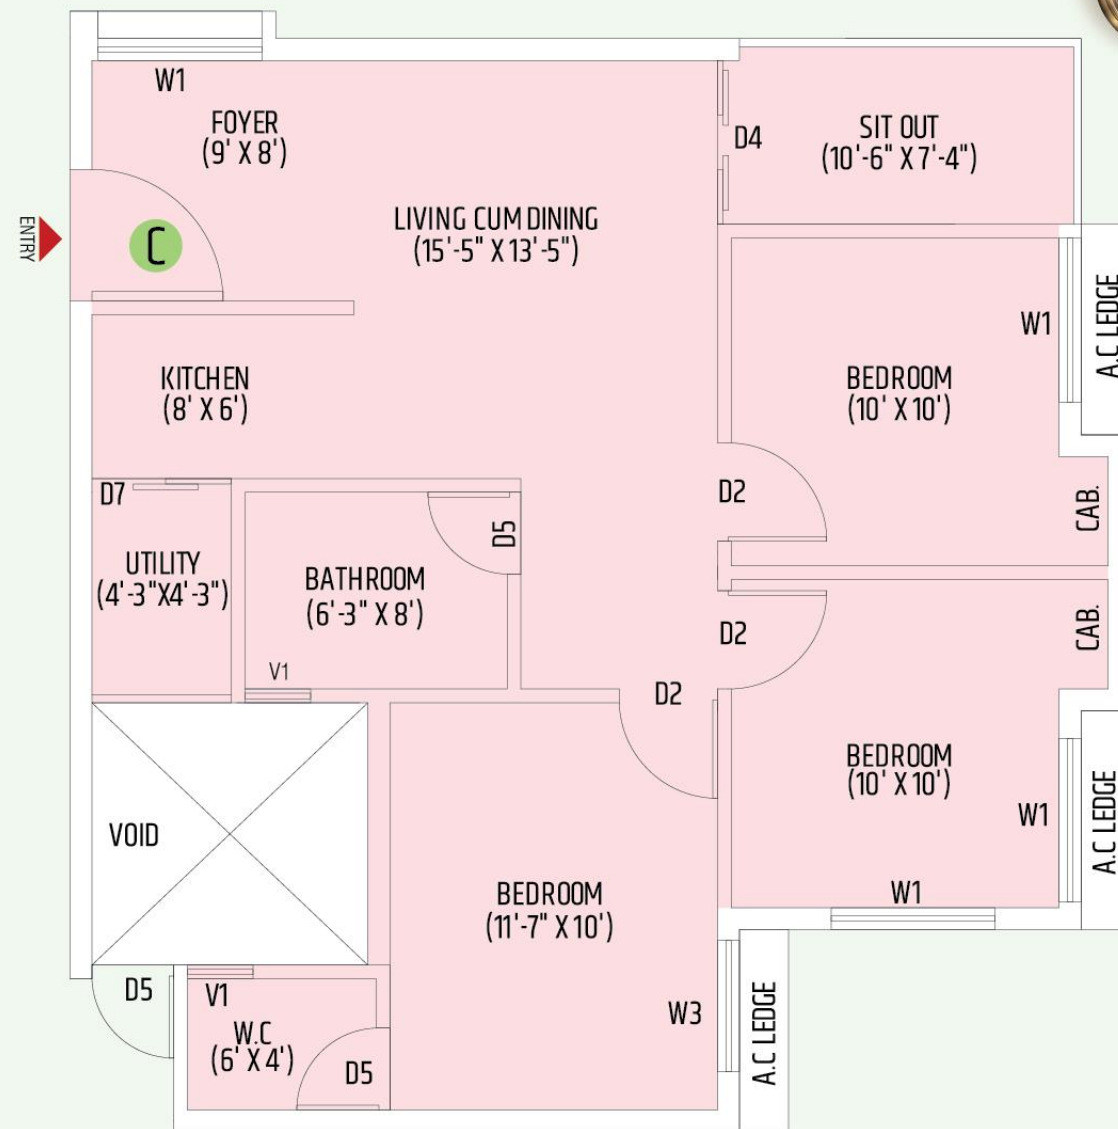 W1
FOYER
(9' X 8')
D4
SIT OUT
(10'-6" X 7'-4")
ENTRY
C
LIVING CUM DINING
(15'-5" X 13'-5")
W1
A.C LEDGE
KITCHEN
(8' X 6')
BEDROOM
(10' X 10')
D7
D2
CAB.
D5
UTILITY
(4'-3"X4'-3")
BATHROOM
(6'-3" X 8')
V1
D2
CAB.
D2
BEDROOM
(10' X 10')
W1
A.C LEDGE
VOID
W1
BEDROOM
(11'-7" X 10')
D5
V1
W3
A.C LEDGE
W.C
(6' X 4')
D5